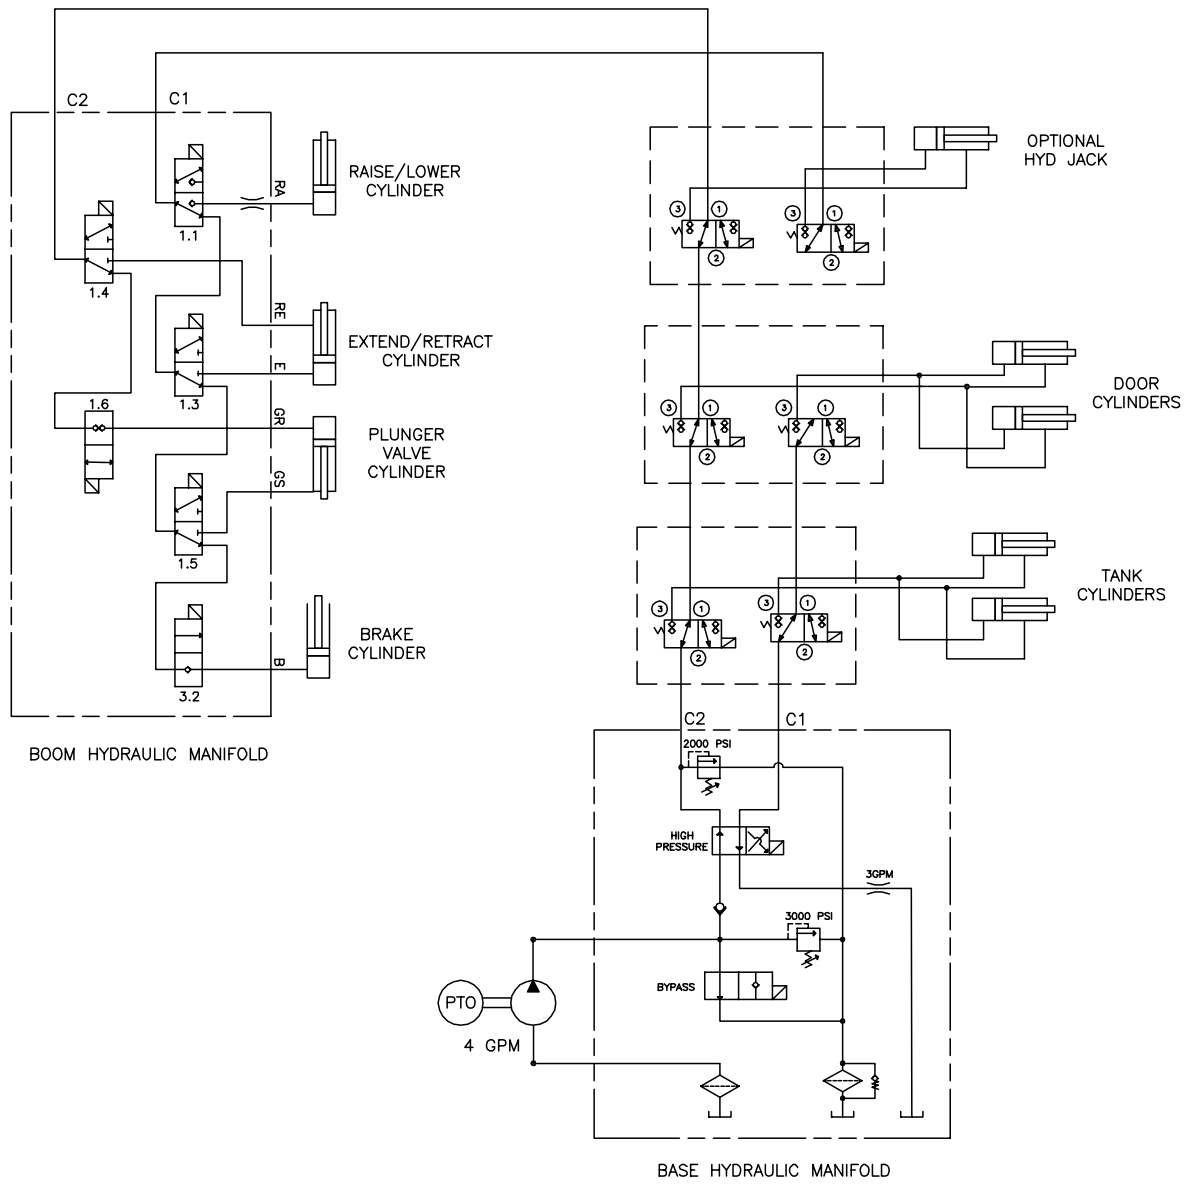 C2
C1
RAISE/LOWER
CYLINDER
RA
1.1
1.4
RE
EXTEND/RETRACT
CYLINDER
E
1.3
1.6
GR
PLUNGER
VALVE
CYLINDER
GS
1.5
BRAKE
CYLINDER
B
3.2
BOOM HYDRAULIC MANIFOLD
OPTIONAL
HYD JACK
3
1
2
3
1
2
DOOR
CYLINDERS
3
1
2
3
1
2
TANK
CYLINDERS
3
1
2
3
1
2
C2
C1
2000 PSI
HIGH
PRESSURE
3GPM
3000 PSI
BYPASS
PTO
4 GPM
BASE HYDRAULIC MANIFOLD